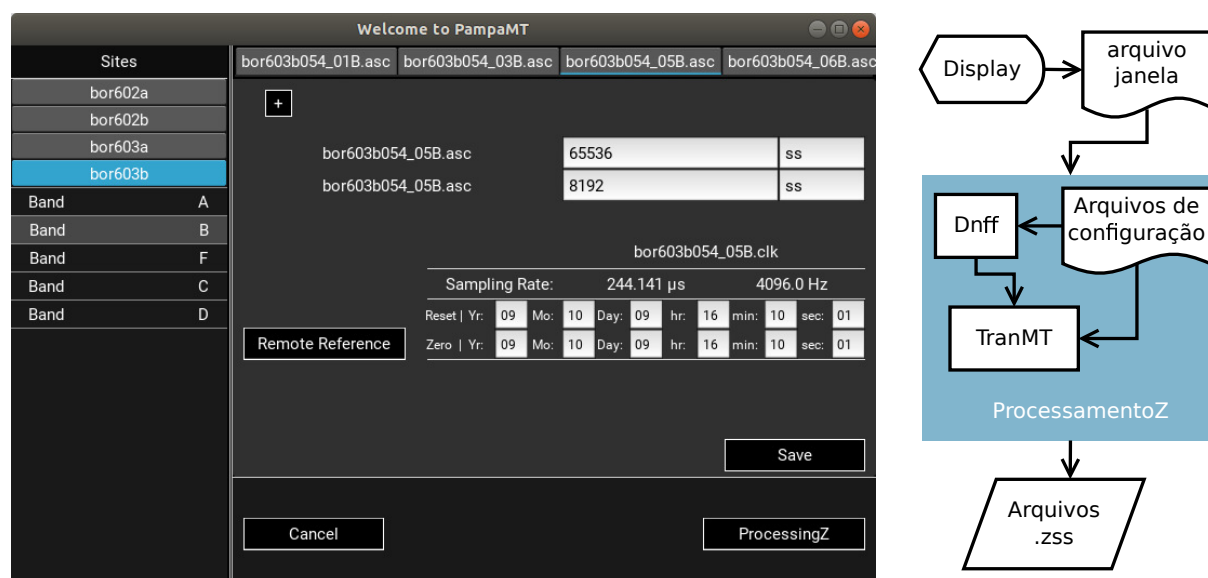 Welcome to PampaMT
Sites
bor602a
bor602b
bor603a
bor603b
Band A
Band B
Band F
Band C
Band D
bor603b054_01B.asc bor603b054_03B.asc bor603b054_05B.asc bor603b054_06B.asc
+
bor603b054_05B.asc 65536 ss
bor603b054_05B.asc 8192 ss
bor603b054_05B.clk
Sampling Rate: 244.141 µs 4096.0 Hz
Reset | Yr: 09 Mo: 10 Day: 09 hr: 16 min: 10 sec: 01
Zero | Yr: 09 Mo: 10 Day: 09 hr: 16 min: 10 sec: 01
Remote Reference
Save
Cancel ProcessingZ
Display
arquivo
janela
Arquivos de
configuração
Dnff
TranMT
ProcessamentoZ
Arquivos
.zss